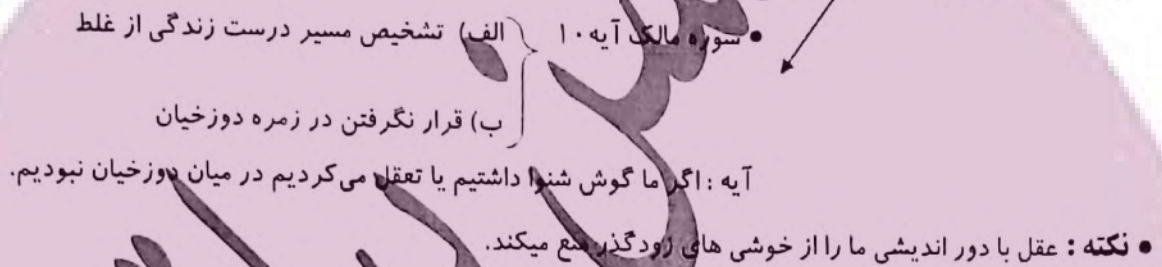 • سوره مالک آیه ۱۰ { الف) تشخیص مسیر درست زندگی از غلط
ب) قرار نگرفتن در زمره دوزخیان
آیه : اگر ما گوش شنوا داشتیم یا تعقل می‌کردیم در میان دوزخیان نبودیم.
• نکته : عقل با دور اندیشی ما را از خوشی های زودگذر منع میکند.